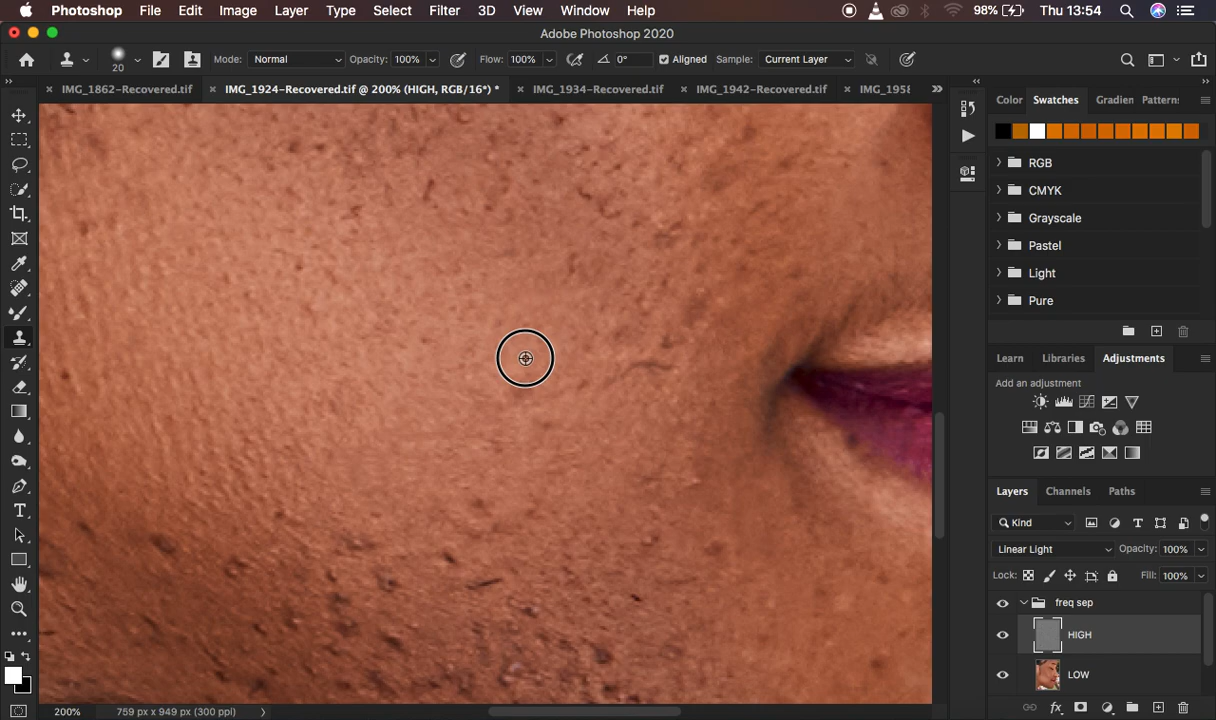 Photoshop File Edit Image Layer Type Select Filter 3D View Window Help 98% Thu 13:54
Adobe Photoshop 2020
20 Mode: Normal Opacity: 100% Flow: 100% 0° Aligned Sample: Current Layer
IMG_1862-Recovered.tif IMG_1924-Recovered.tif @ 200% (HIGH, RGB/16*) * IMG_1934-Recovered.tif IMG_1942-Recovered.tif IMG_1958
Color Swatches Gradien Pattern:
RGB
CMYK
Grayscale
Pastel
Light
Pure
Learn Libraries Adjustments
Add an adjustment
Layers Channels Paths
Kind
Linear Light Opacity: 100%
Lock: Fill: 100%
freq sep
HIGH
LOW
200% 759 px x 949 px (300 ppi)